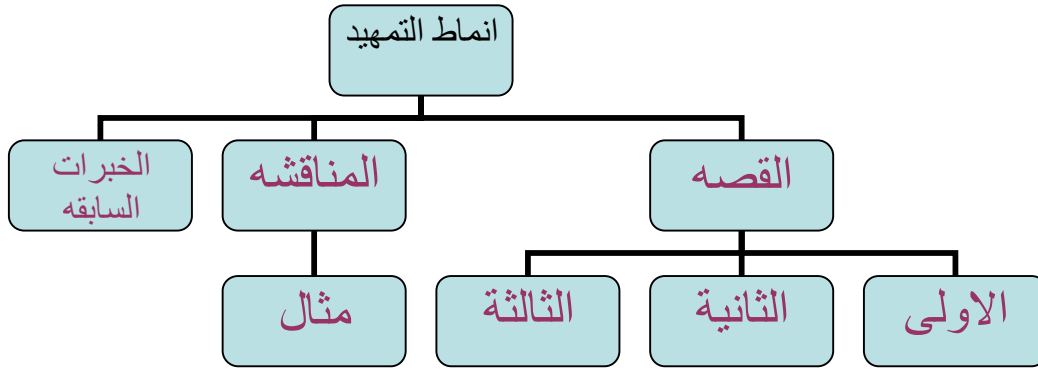 انماط التمهيد
القصه
المناقشه
الخبرات
السابقه
الاولى
الثانية
الثالثة
مثال